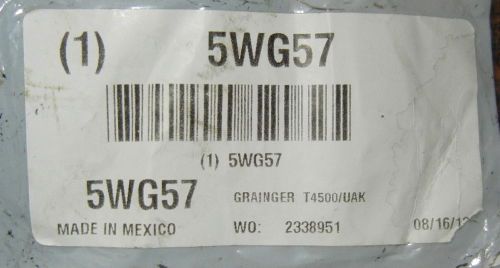 (1) 5WG57
(1) 5WG57
5WG57 GRAINGER T4500/UAK
MADE IN MEXICO WO: 2338951